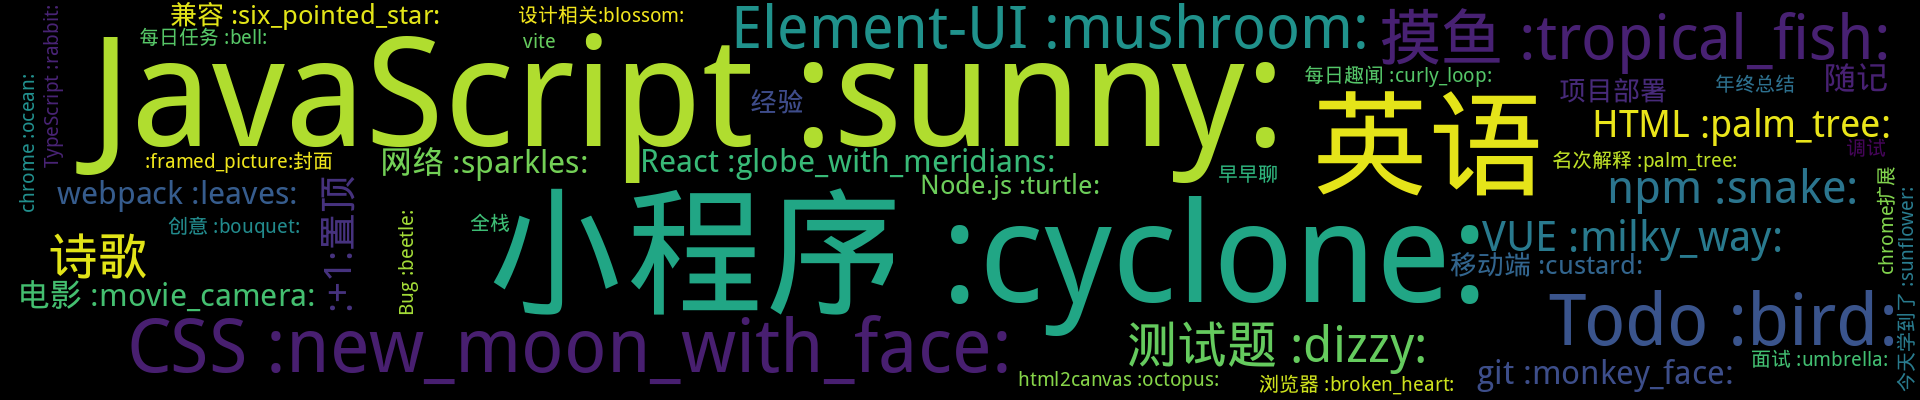 兼容 :six_pointed_star:
设计相关:blossom:
Element-UI :mushroom:
摸鱼 :tropical_fish:
每日任务 :bell:
vite
TypeScript :rabbit:
chrome :ocean:
JavaScript :sunny:
经验
每日趣闻 :curly_loop:
项目部署
年终总结
随记
英语
HTML :palm_tree:
调试
:framed_picture:封面
网络 :sparkles:
React :globe_with_meridians:
早早聊
名次解释 :palm_tree:
webpack :leaves:
Node.js :turtle:
npm :snake:
chrome扩展
:+1:置顶
创意 :bouquet:
Bug :beetle:
全栈
小程序 :cyclone:
VUE :milky_way:
移动端 :custard:
诗歌
电影 :movie_camera:
今天学到了 :sunflower:
CSS :new_moon_with_face:
测试题 :dizzy:
Todo :bird:
面试 :umbrella:
html2canvas :octopus:
浏览器 :broken_heart:
git :monkey_face: